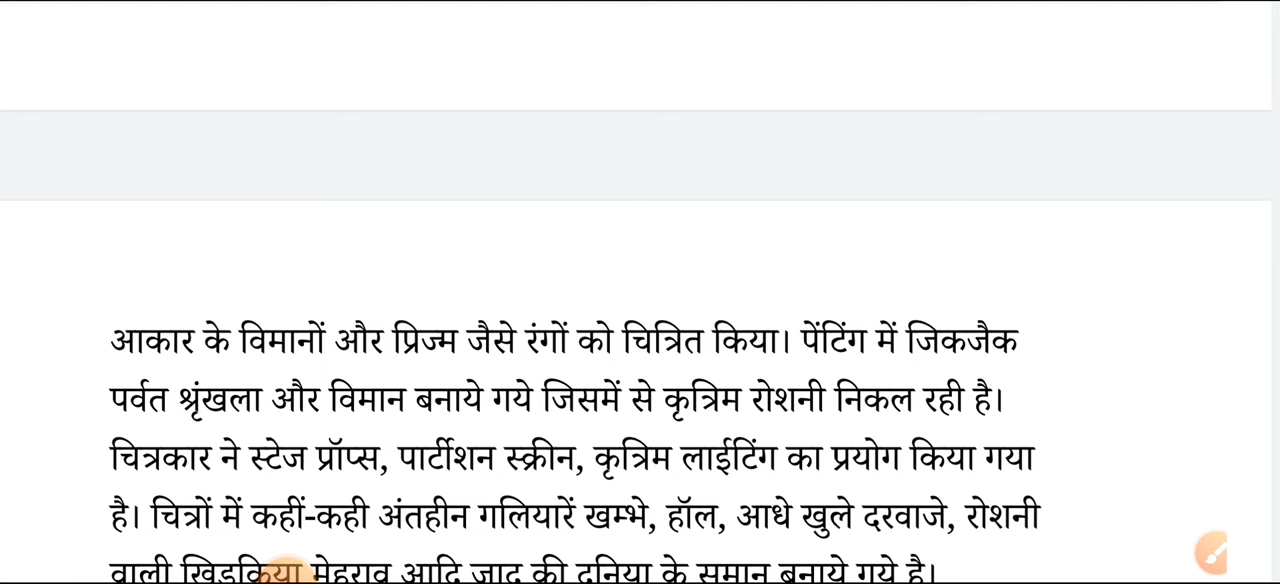 आकार के विमानों और प्रिज्म जैसे रंगों को चित्रित किया। पेंटिंग में जिकजैक
पर्वत श्रृंखला और विमान बनाये गये जिसमें से कृत्रिम रोशनी निकल रही है।
चित्रकार ने स्टेज प्रॉप्स, पार्टीशन स्क्रीन, कृत्रिम लाईटिंग का प्रयोग किया गया
है। चित्रों में कहीं-कही अंतहीन गलियारें खम्भे, हॉल, आधे खुले दरवाजे, रोशनी
वाली खिडकिया मेहराव आदि जादू की दुनिया के समान बनाये गये है।